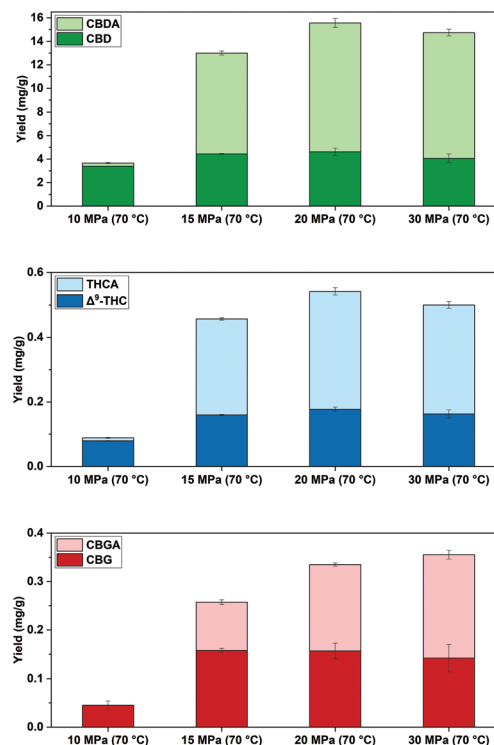 CBDA
CBD
Yield (mg/g)
16
14
12
10
8
6
4
2
0
10 MPa (70 °C) 15 MPa (70 °C) 20 MPa (70 °C) 30 MPa (70 °C)
THCA
Δ⁹-THC
Yield (mg/g)
0.6
0.4
0.2
0.0
10 MPa (70 °C) 15 MPa (70 °C) 20 MPa (70 °C) 30 MPa (70 °C)
CBGA
CBG
Yield (mg/g)
0.4
0.3
0.2
0.1
0.0
10 MPa (70 °C) 15 MPa (70 °C) 20 MPa (70 °C) 30 MPa (70 °C)